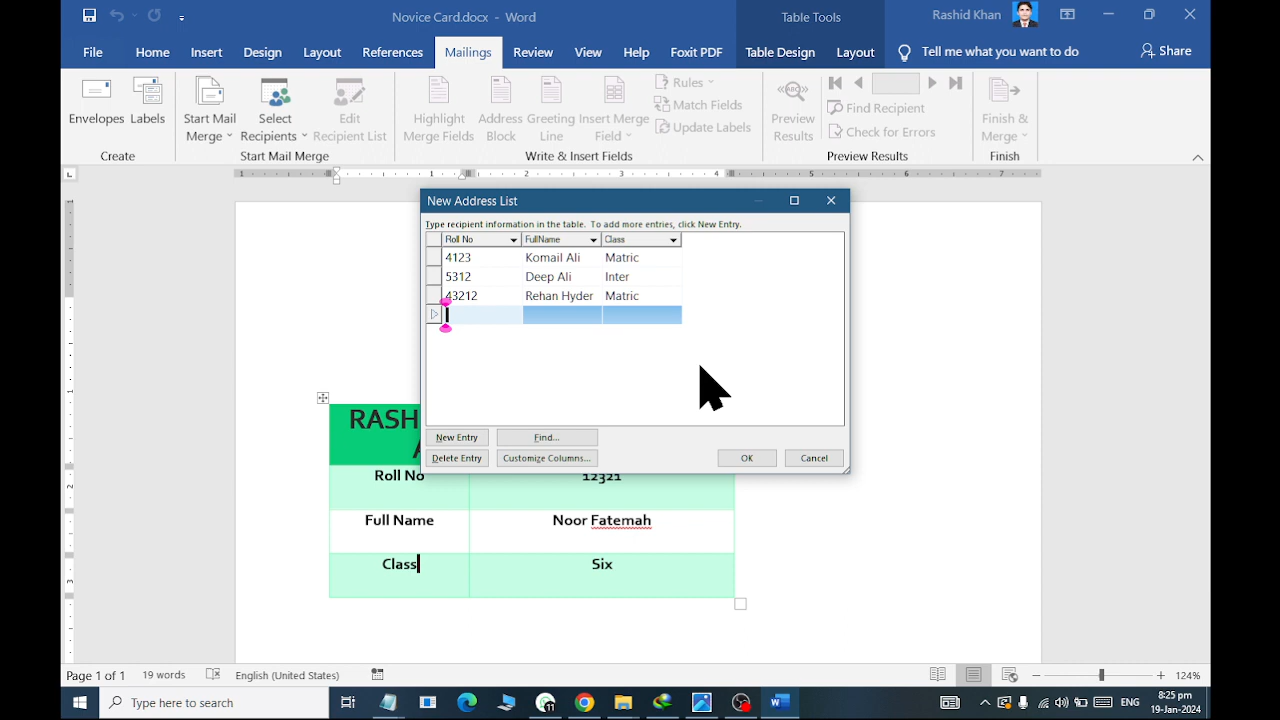 Novice Card.docx - Word
Table Tools
Rashid Khan
File Home Insert Design Layout References Mailings Review View Help Foxit PDF Table Design Layout Tell me what you want to do Share
Envelopes Labels
Create
Start Mail Merge
Select Recipients
Edit Recipient List
Start Mail Merge
Highlight Merge Fields
Address Block
Greeting Line
Insert Merge Field
Rules
Match Fields
Update Labels
Write & Insert Fields
Preview Results
Find Recipient
Check for Errors
Preview Results
Finish & Merge
Finish
New Address List
Type recipient information in the table. To add more entries, click New Entry.
Roll No FullName Class
4123 Komail Ali Matric
5312 Deep Ali Inter
43212 Rehan Hyder Matric
New Entry Find...
Delete Entry Customize Columns... OK Cancel
RASH
A
Roll No 12321
Full Name Noor Fatemah
Class Six
Page 1 of 1 19 words English (United States) 124%
Type here to search
ENG
8:25 pm
19-Jan-2024